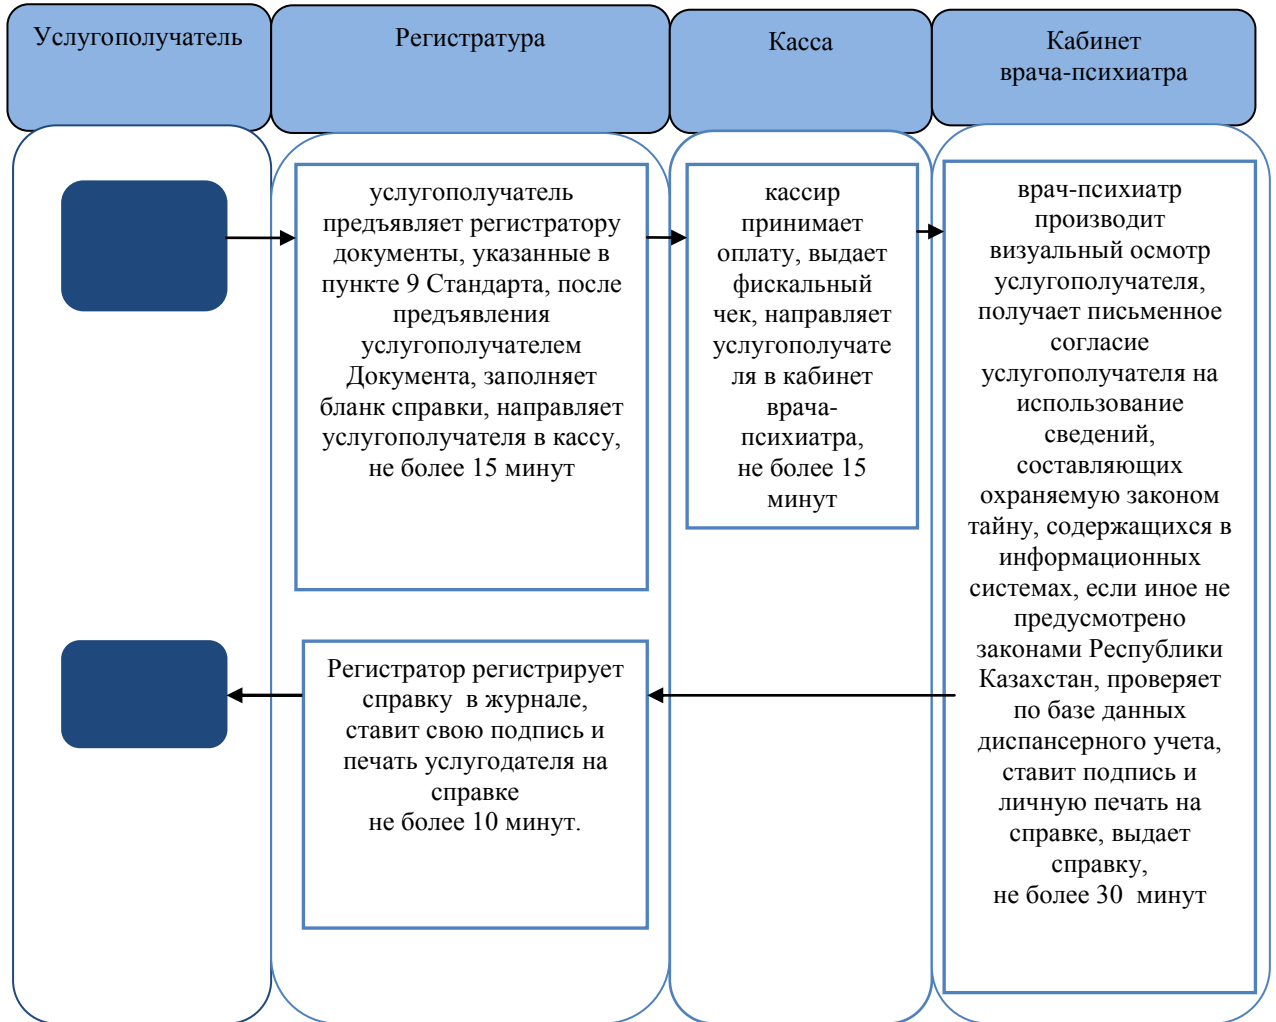 Услугополучатель
Регистратура
Касса
Кабинет
врача-психиатра
услугополучатель
предъявляет регистратору
документы, указанные в
пункте 9 Стандарта, после
предъявления
услугополучателем
Документа, заполняет
бланк справки, направляет
услугополучателя в кассу,
не более 15 минут
кассир
принимает
оплату, выдает
фискальный
чек, направляет
услугополучате
ля в кабинет
врача-
психиатра,
не более 15
минут
врач-психиатр
производит
визуальный осмотр
услугополучателя,
получает письменное
согласие
услугополучателя на
использование
сведений,
составляющих
охраняемую законом
тайну, содержащихся в
информационных
системах, если иное не
предусмотрено
законами Республики
Казахстан, проверяет
по базе данных
диспансерного учета,
ставит подпись и
личную печать на
справке, выдает
справку,
не более 30 минут
Регистратор регистрирует
справку в журнале,
ставит свою подпись и
печать услугодателя на
справке
не более 10 минут.